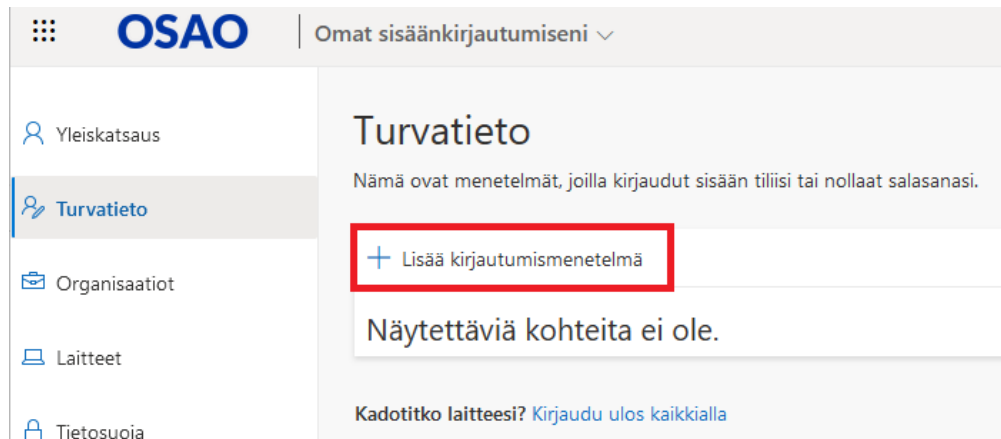 OSAO
Omat sisäänkirjautumiseni
Yleiskatsaus
Turvatieto
Organisaatiot
Laitteet
Tietosuoja
Turvatieto
Nämä ovat menetelmät, joilla kirjaudut sisään tiliisi tai nollaat salasanasi.
+ Lisää kirjautumismenetelmä
Näytettäviä kohteita ei ole.
Kadotitko laitteesi? Kirjaudu ulos kaikkialla